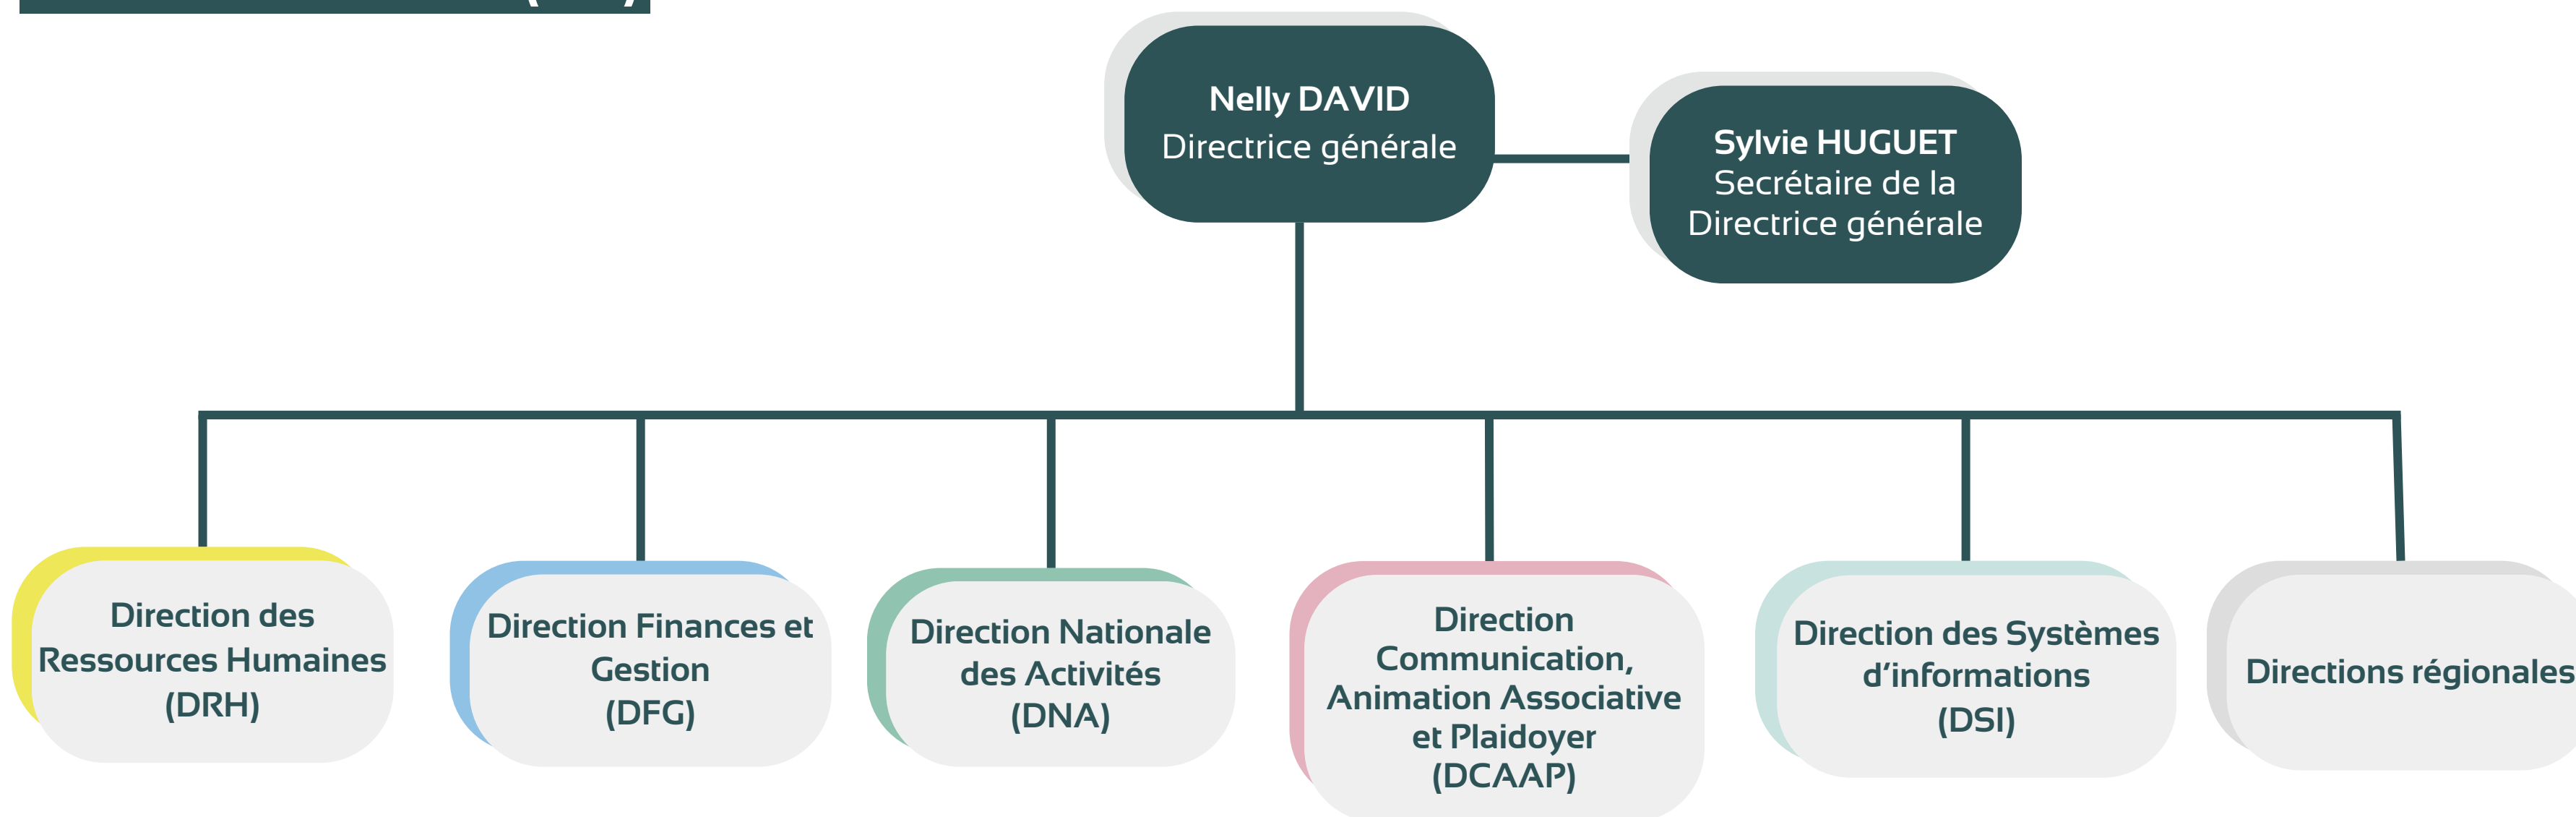 Nelly DAVID
Directrice générale
Sylvie HUGUET
Secrétaire de la
Directrice générale
Direction des
Ressources Humaines
(DRH)
Direction Finances et
Gestion
(DFG)
Direction Nationale
des Activités
(DNA)
Direction
Communication,
Animation Associative
et Plaidoyer
(DCAAP)
Direction des Systèmes
d’informations
(DSI)
Directions régionales